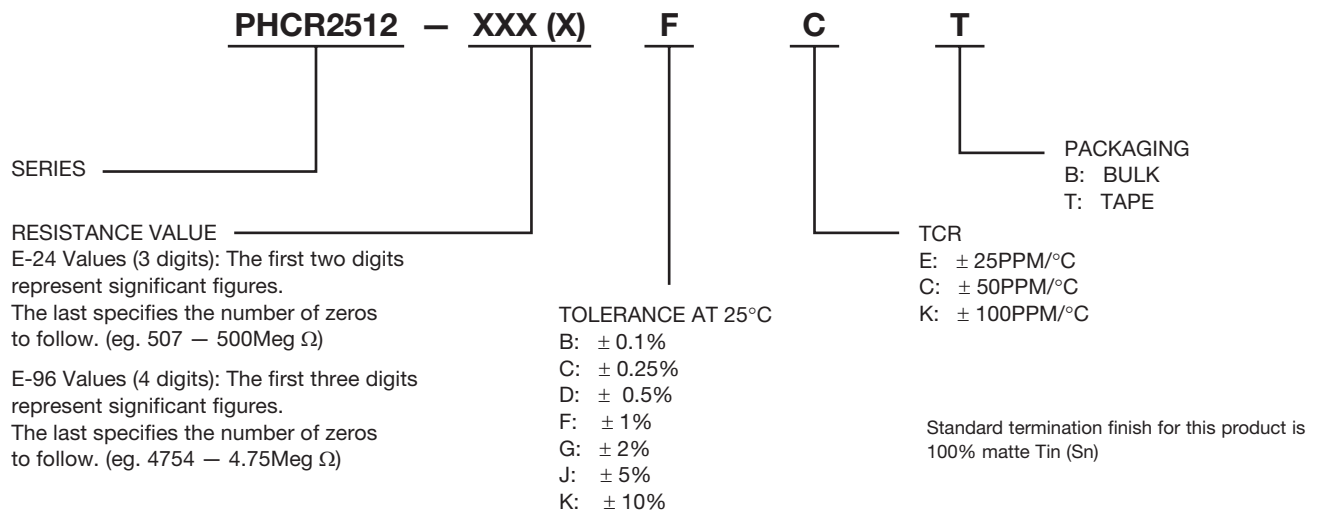 PHCR2512 — XXX (X) F C T
SERIES
RESISTANCE VALUE
E-24 Values (3 digits): The first two digits
represent significant figures.
The last specifies the number of zeros
to follow. (eg. 507 — 500Meg Ω)
E-96 Values (4 digits): The first three digits
represent significant figures.
The last specifies the number of zeros
to follow. (eg. 4754 — 4.75Meg Ω)
TOLERANCE AT 25°C
B: ± 0.1%
C: ± 0.25%
D: ± 0.5%
F: ± 1%
G: ± 2%
J: ± 5%
K: ± 10%
TCR
E: ± 25PPM/°C
C: ± 50PPM/°C
K: ± 100PPM/°C
PACKAGING
B: BULK
T: TAPE
Standard termination finish for this product is
100% matte Tin (Sn)